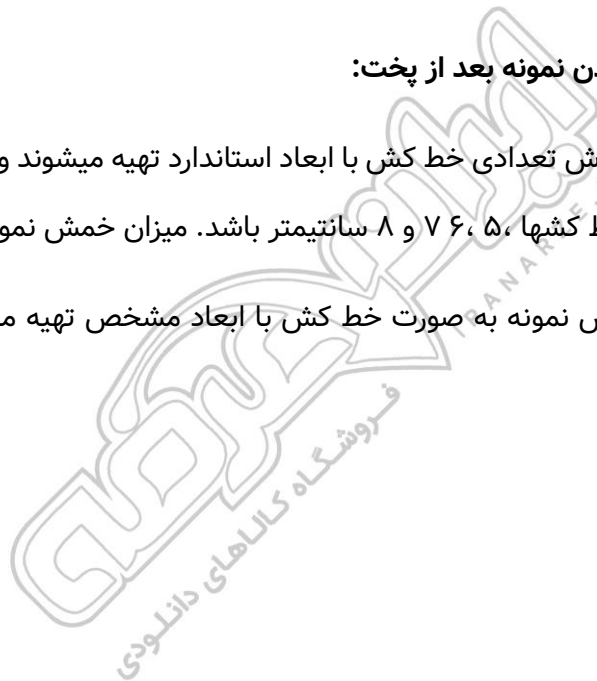 نمونه بعد از پخت:
تعدادی خط کش با ابعاد استاندارد تهیه میشوند و
کشها ،۵ ،۶ ۷ و ۸ سانتیمتر باشد. میزان خمش
نمونه به صورت خط کش با ابعاد مشخص تهیه
فروشگاه کالاهای دانلودی